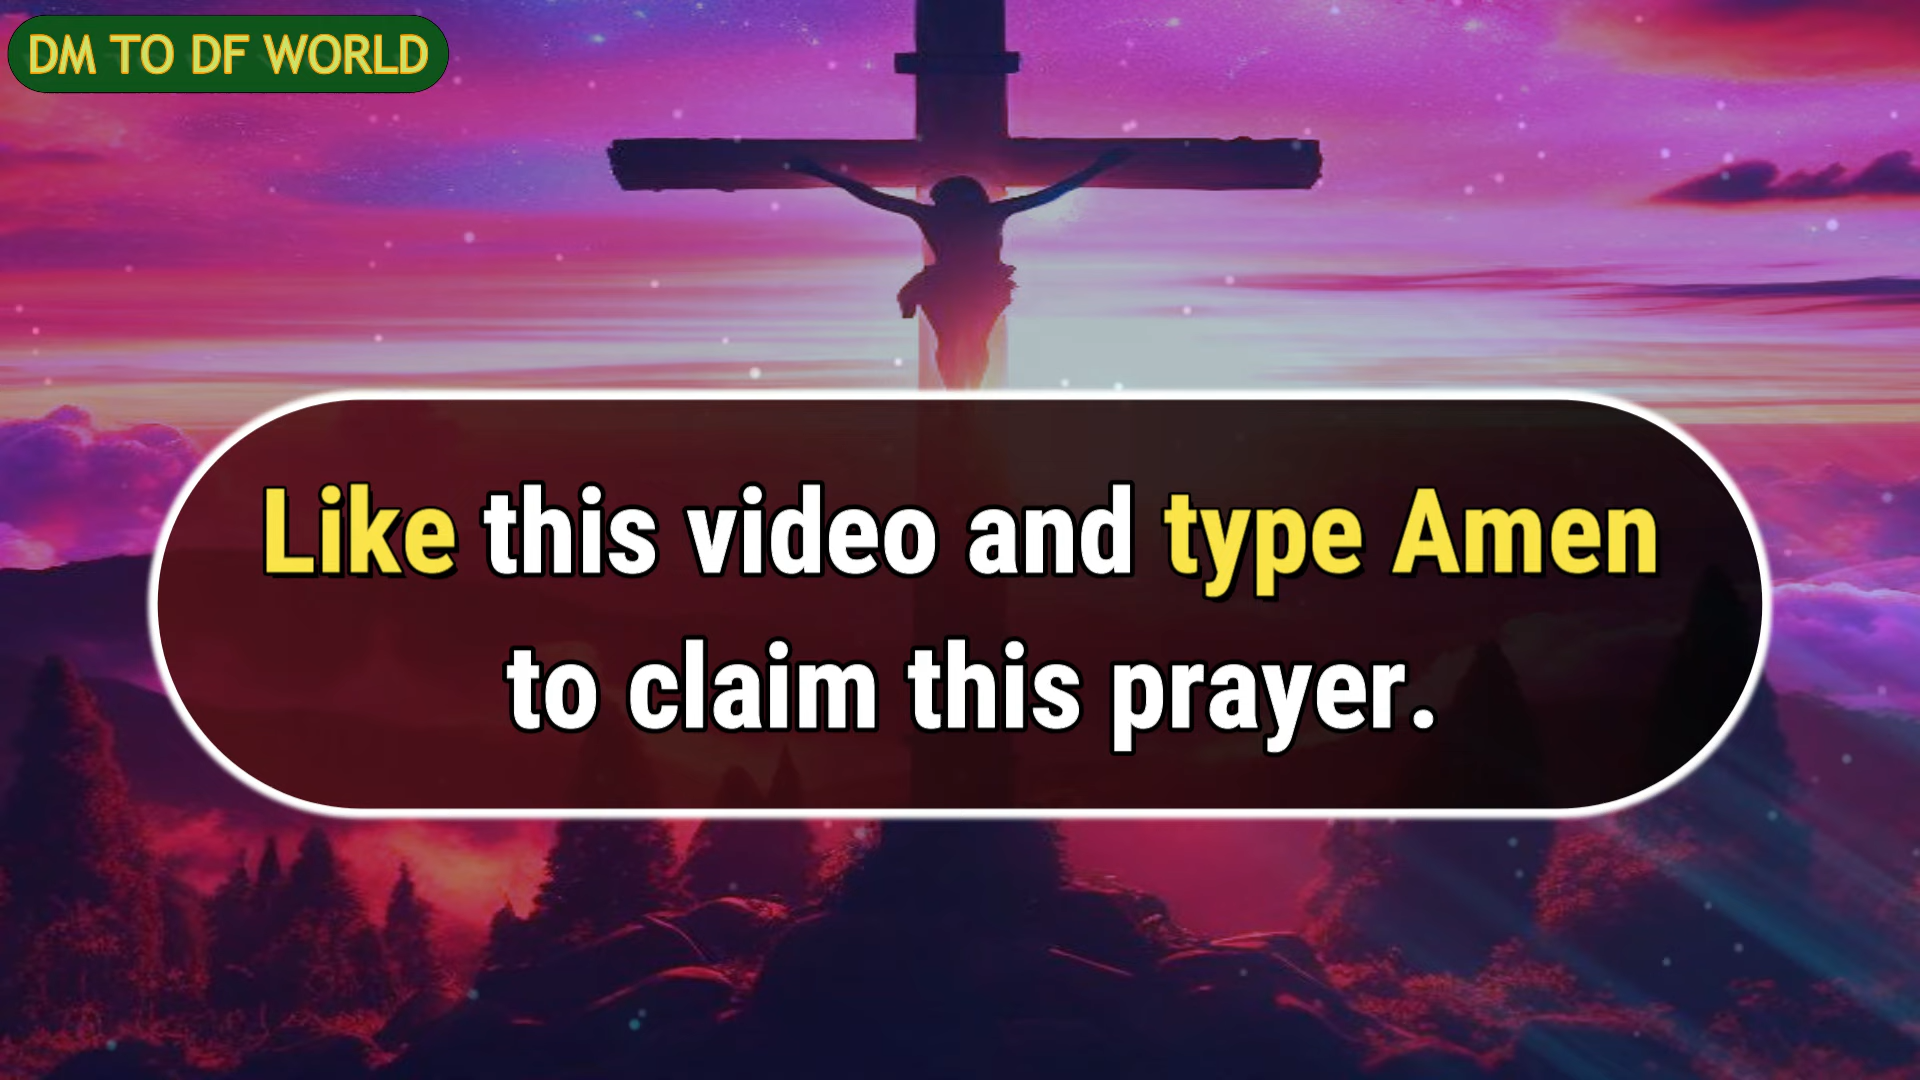 DM TO DF WORLD
Like this video and type Amen
to claim this prayer.